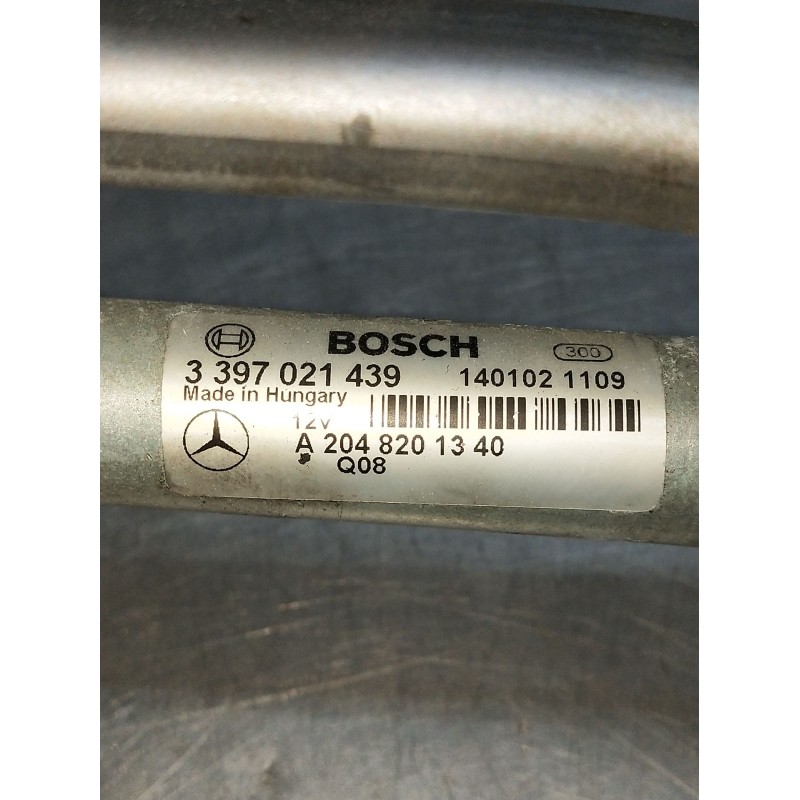 BOSCH
300
3 397 021 439
140102 1109
Made in Hungary
12V
A 204 820 13 40
Q08